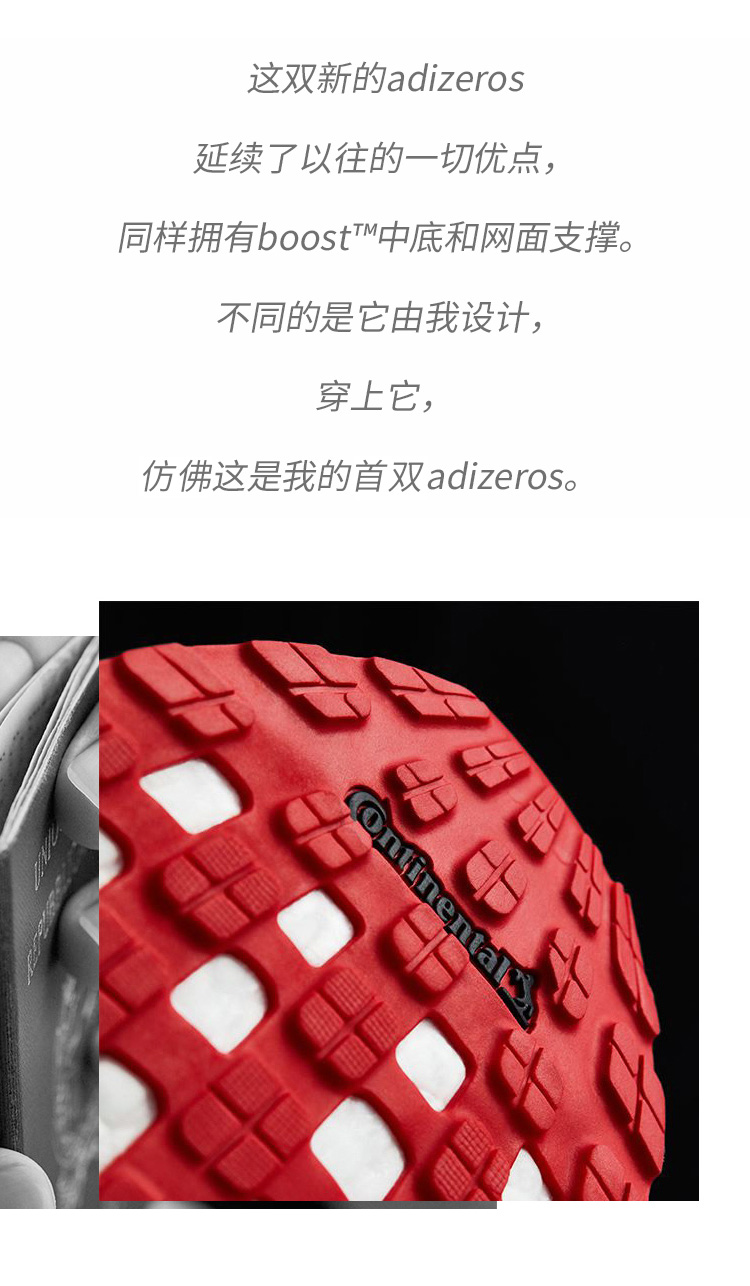 这双新的adizeros
延续了以往的一切优点，
同样拥有boost™中底和网面支撑。
不同的是它由我设计，
穿上它，
仿佛这是我的首双adizeros。
Continental